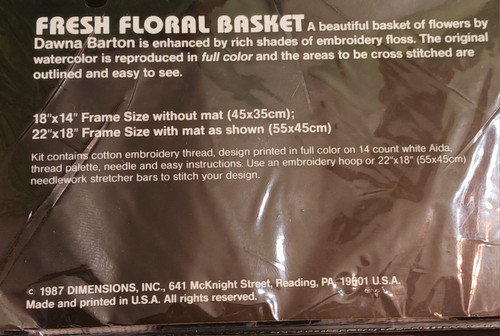 FRESH FLORAL BASKET A beautiful basket of flowers by
Dawna Barton is enhanced by rich shades of embroidery floss. The original
watercolor is reproduced in full color and the areas to be cross stitched are
outlined and easy to see.
18"x14" Frame Size without mat (45x35cm);
22"x18" Frame Size with mat as shown (55x45cm)
Kit contains cotton embroidery thread, design printed in full color on 14 count white Aida,
thread palette, needle and easy instructions. Use an embroidery hoop or 22"x18" (55x45cm)
needlework stretcher bars to stitch your design.
c 1987 DIMENSIONS, INC., 641 McKnight Street, Reading, PA, 19601 U.S.A.
Made and printed in U.S.A. All rights reserved.